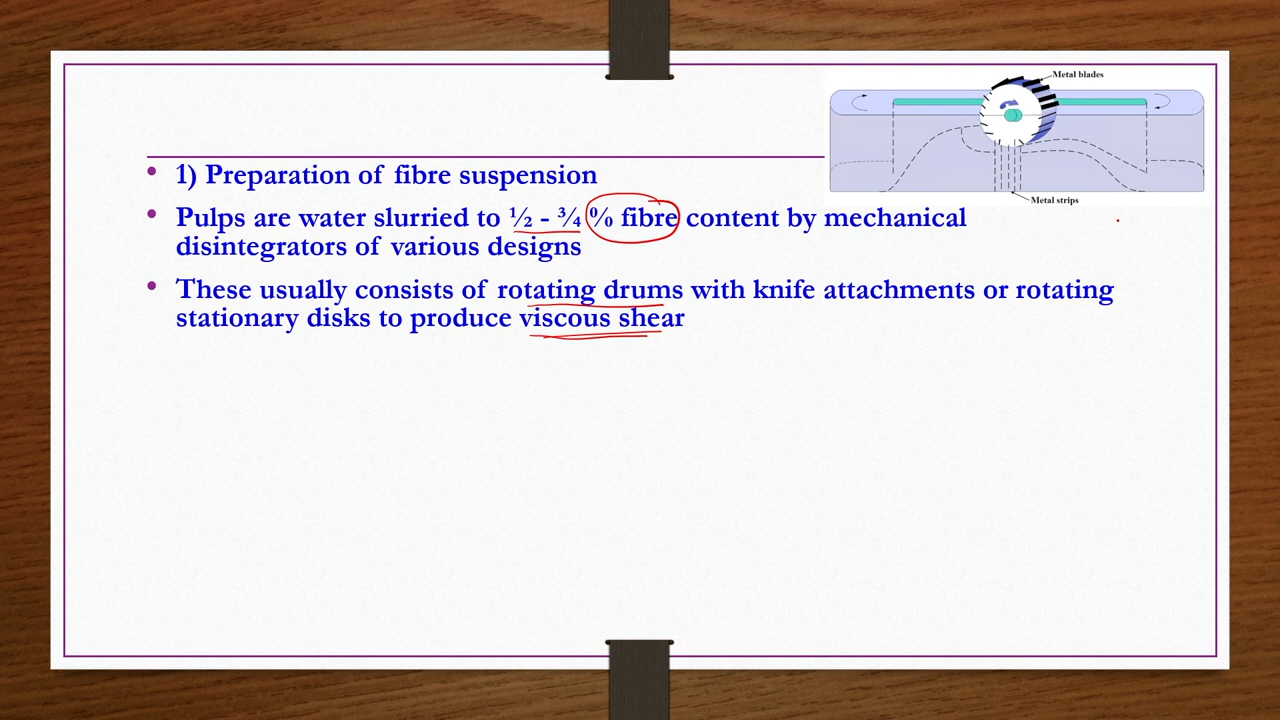 Metal blades
1) Preparation of fibre suspension
Metal strips
Pulps are water slurried to ½ - ¾ % fibre content by mechanical
disintegrators of various designs
These usually consists of rotating drums with knife attachments or rotating
stationary disks to produce viscous shear